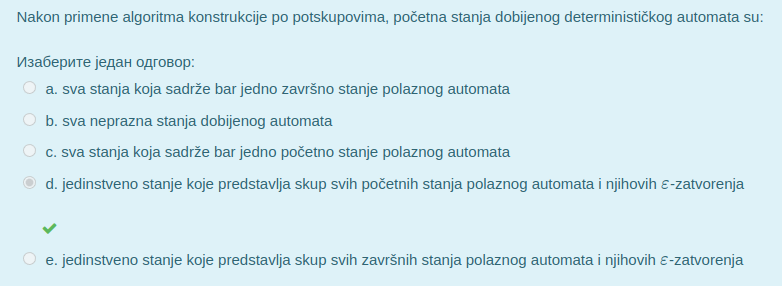 Nakon primene algoritma konstrukcije po potskupovima, početna stanja dobijenog determinističkog automata su:
Изаберите један одговор:
a. sva stanja koja sadrže bar jedno završno stanje polaznog automata
b. sva neprazna stanja dobijenog automata
c. sva stanja koja sadrže bar jedno početno stanje polaznog automata
d. jedinstveno stanje koje predstavlja skup svih početnih stanja polaznog automata i njihovih ε-zatvorenja
e. jedinstveno stanje koje predstavlja skup svih završnih stanja polaznog automata i njihovih ε-zatvorenja